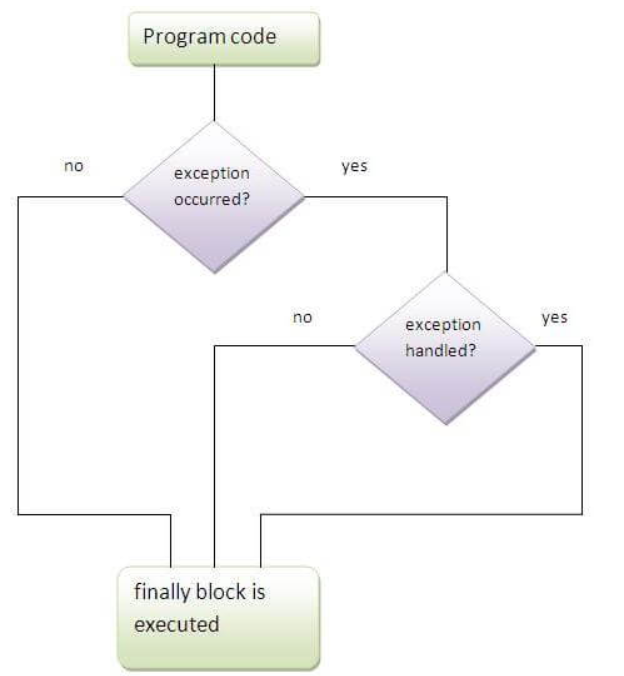 Program code
no
exception
occurred?
yes
no
exception
handled?
yes
finally block is
executed